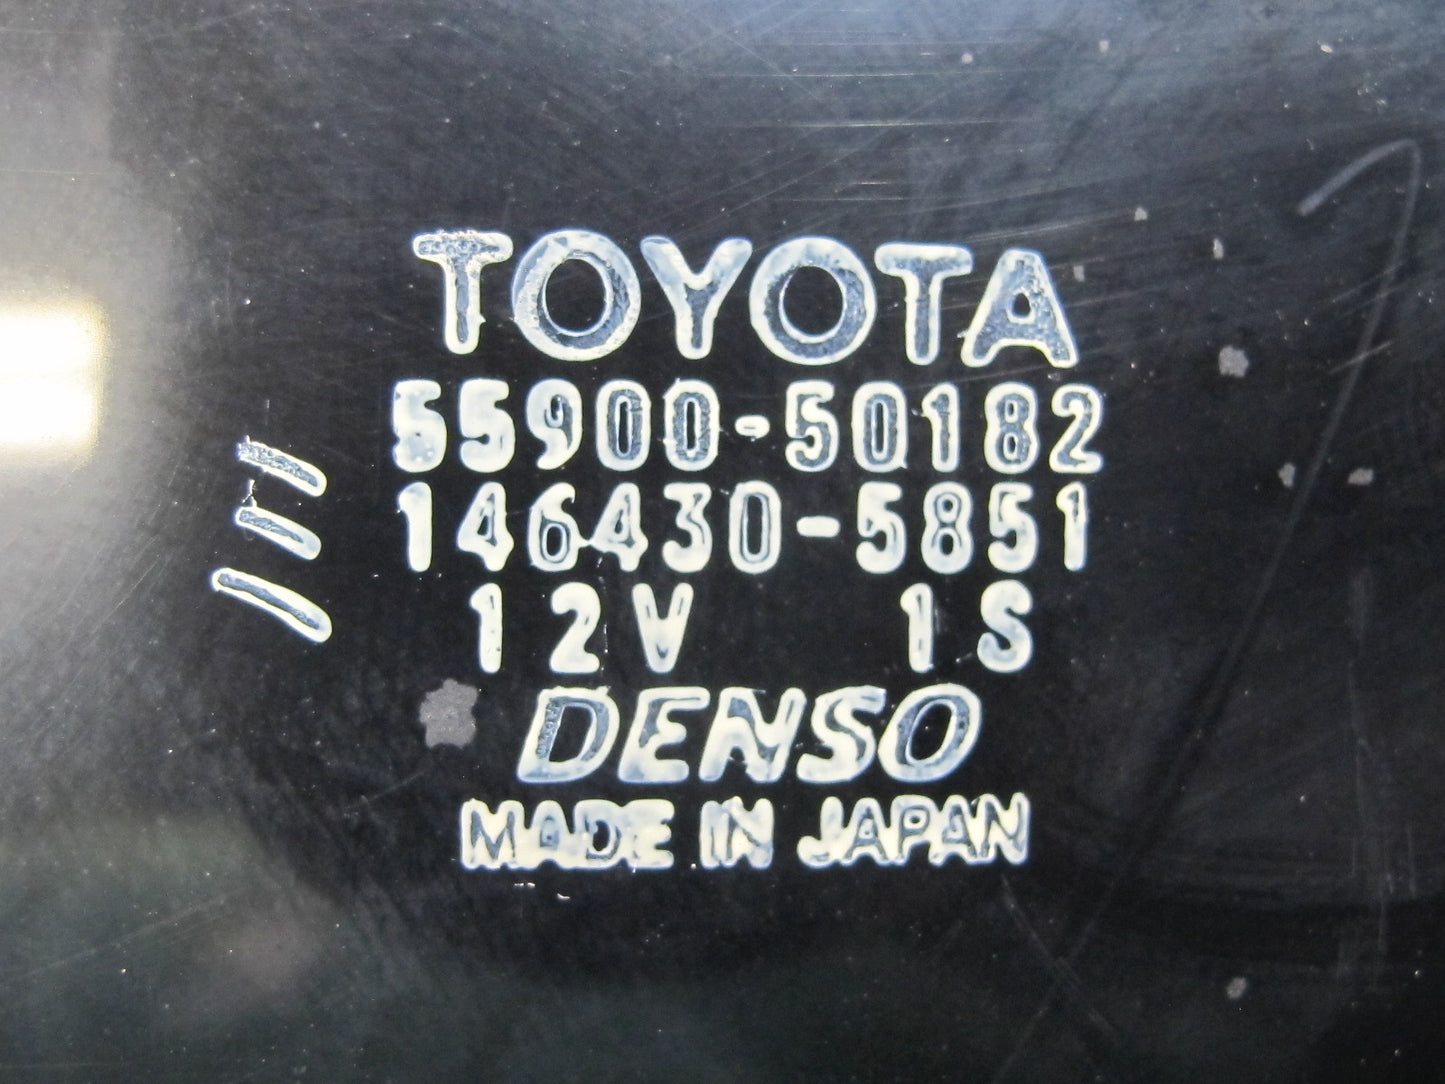 TOYOTA
55900-50182
146430-5851
12V 1S
DENSO
MADE IN JAPAN